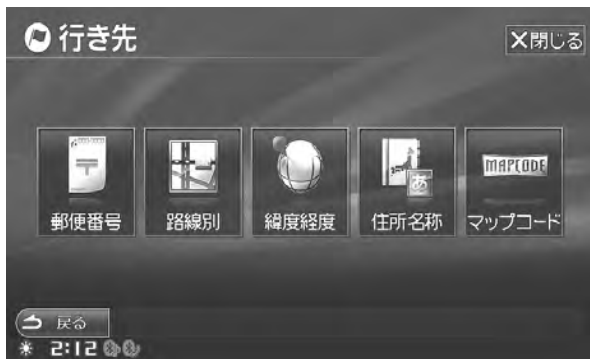 行き先
✕閉じる
MAPCODE
あ
郵便番号
路線別
緯度経度
住所名称
マップコード
戻る
2:12